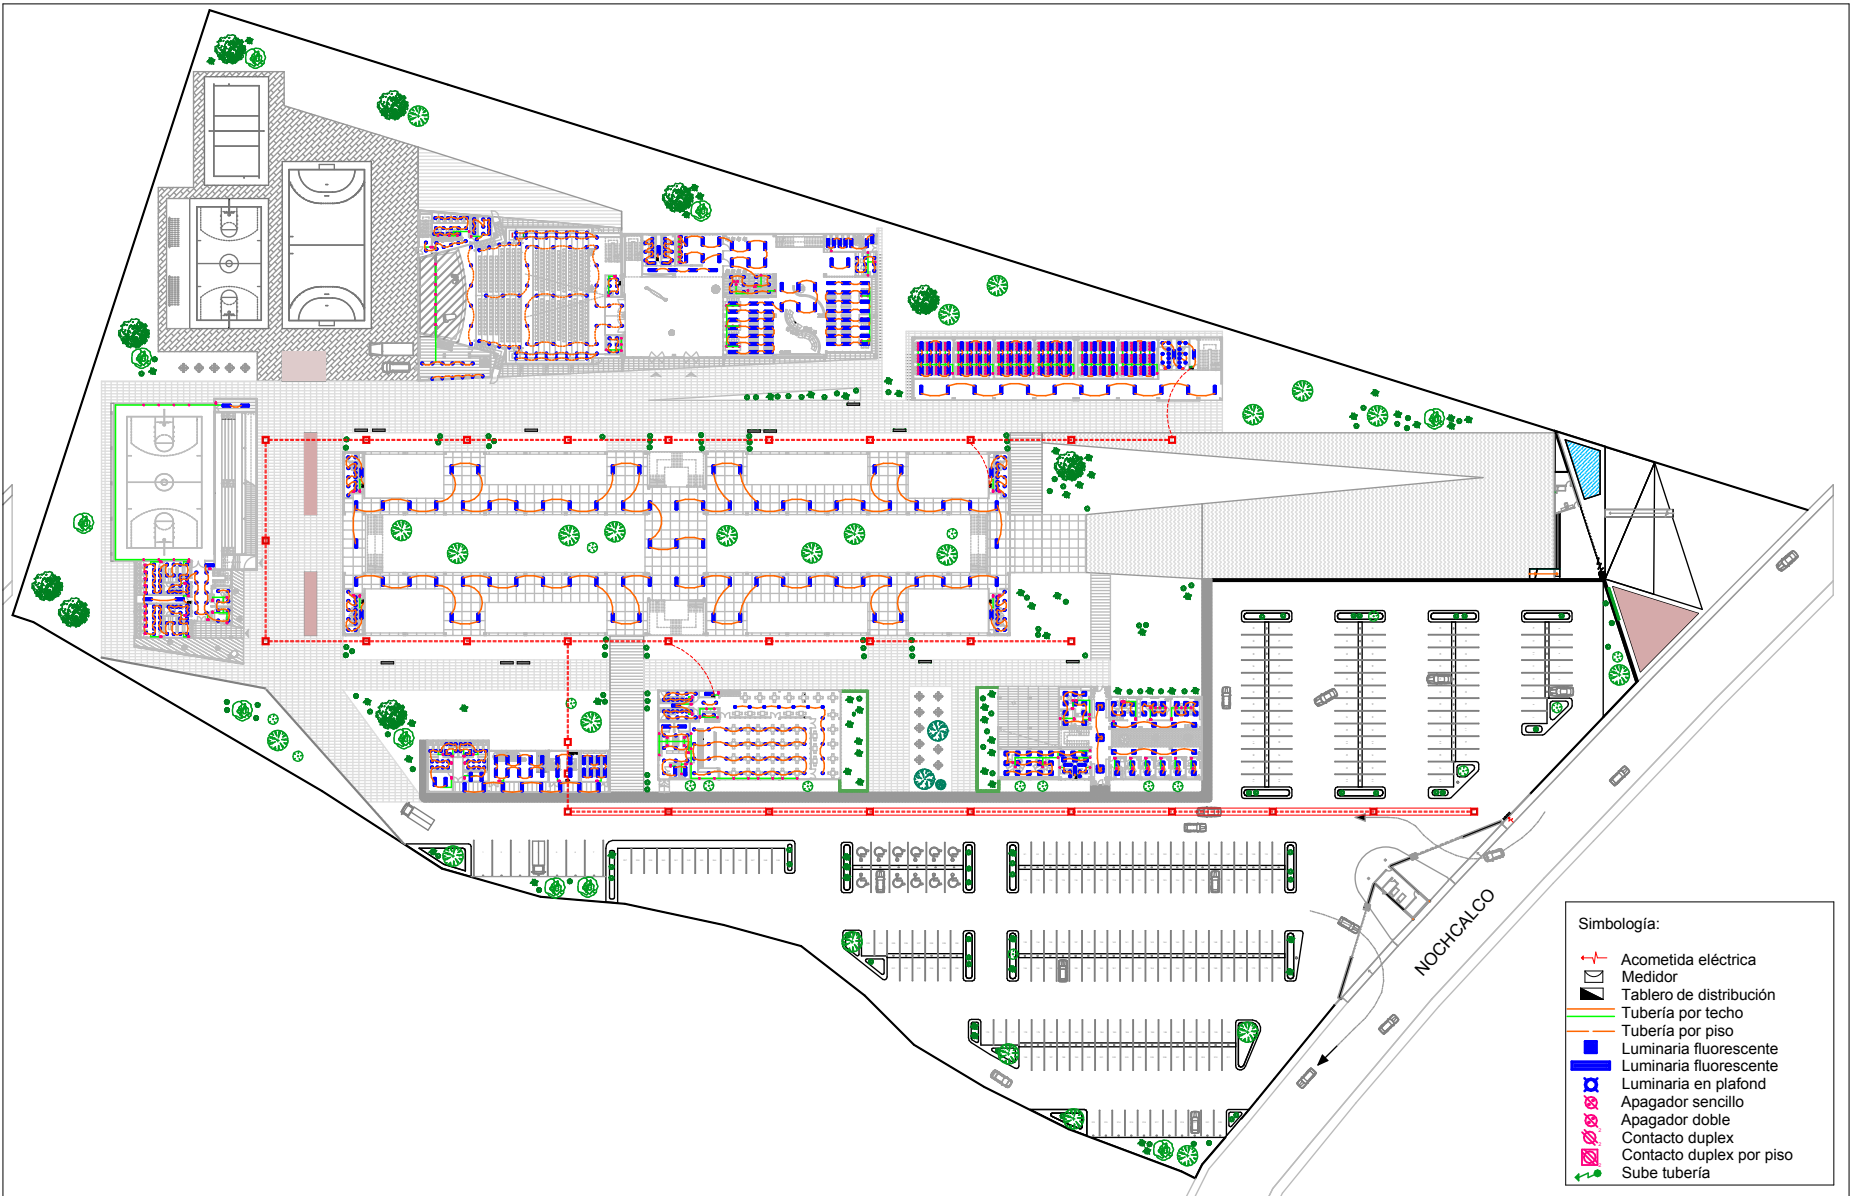 NOCHCALCO
Simbología:
Acometida eléctrica
Medidor
Tablero de distribución
Tubería por techo
Tubería por piso
Luminaria fluorescente
Luminaria fluorescente
Luminaria en plafond
Apagador sencillo
Apagador doble
Contacto duplex
Contacto duplex por piso
Sube tubería